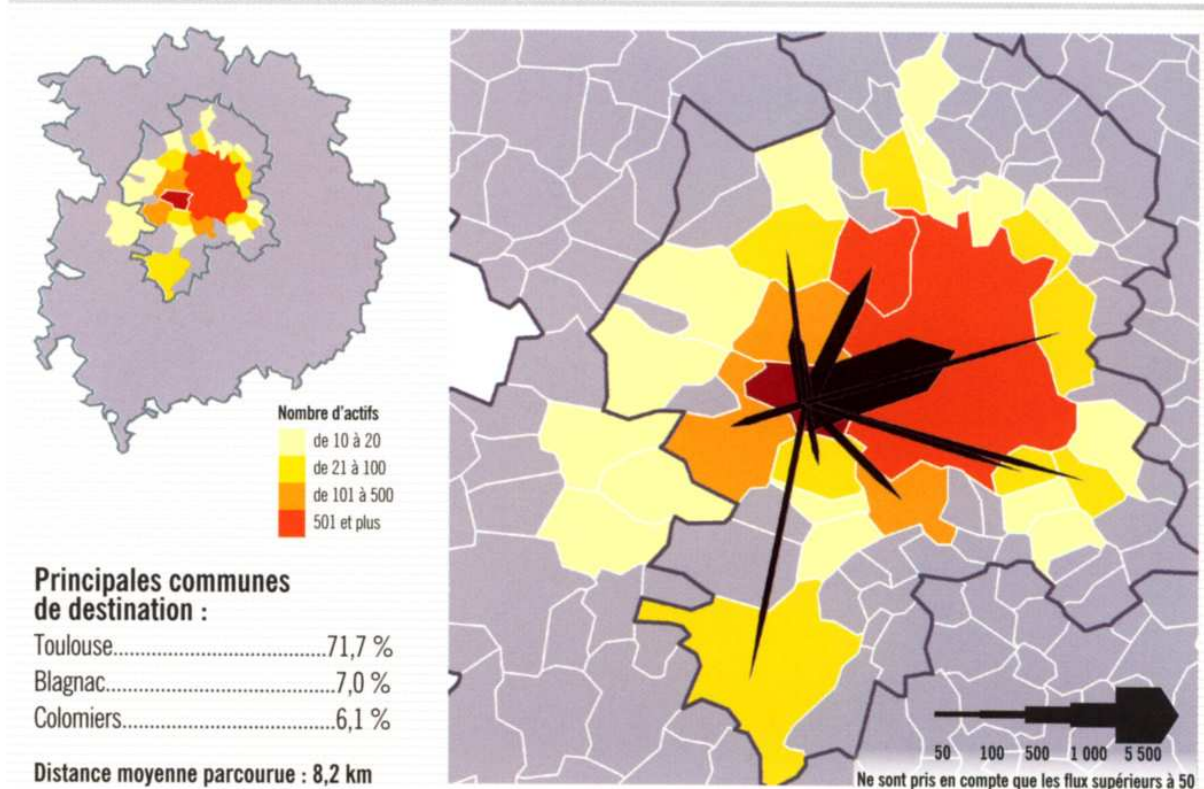 Nombre d'actifs
de 10 à 20
de 21 à 100
de 101 à 500
501 et plus
Principales communes
de destination :
Toulouse...................................71,7 %
Blagnac.....................................7,0 %
Colomiers..................................6,1 %
Distance moyenne parcourue : 8,2 km
50 100 500 1 000 5 500
Ne sont pris en compte que les flux supérieurs à 50